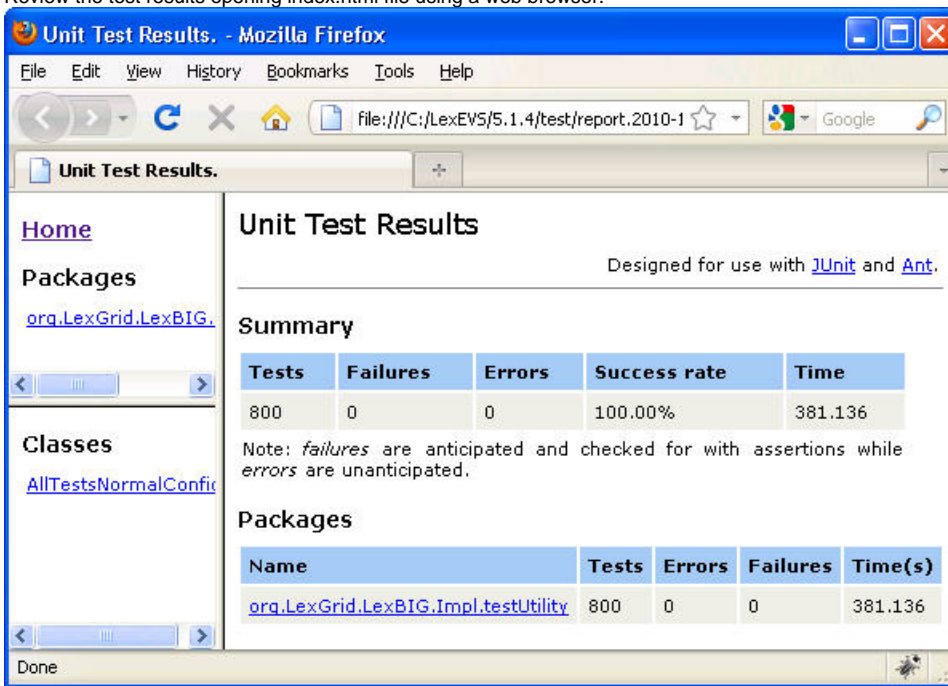 Review the test results opening index.html file using a web browser.
Unit Test Results. - Mozilla Firefox
File Edit View History Bookmarks Tools Help
file:///C:/LexEVS/5.1.4/test/report.2010-1
Google
Unit Test Results.
Home
Packages
org.LexGrid.LexBIG.
Classes
AllTestsNormalConfig
Unit Test Results
Designed for use with JUnit and Ant.
Summary
Tests Failures Errors Success rate Time
800 0 0 100.00% 381.136
Note: failures are anticipated and checked for with assertions while
errors are unanticipated.
Packages
Name Tests Errors Failures Time(s)
org.LexGrid.LexBIG.Impl.testUtility 800 0 0 381.136
Done